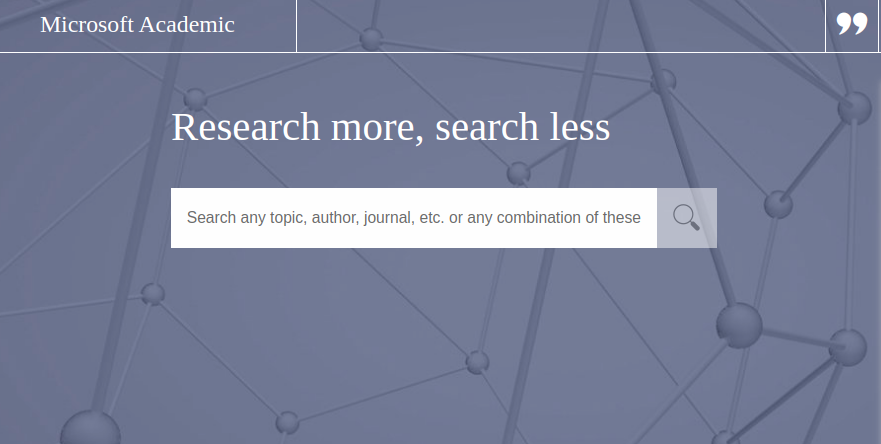 Microsoft Academic
Research more, search less
Search any topic, author, journal, etc. or any combination of these